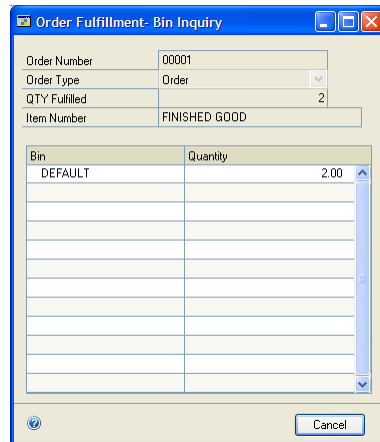 Order Fulfillment- Bin Inquiry
Order Number 00001
Order Type Order
QTY Fulfilled 2
Item Number FINISHED GOOD
Bin Quantity
DEFAULT 2.00
Cancel